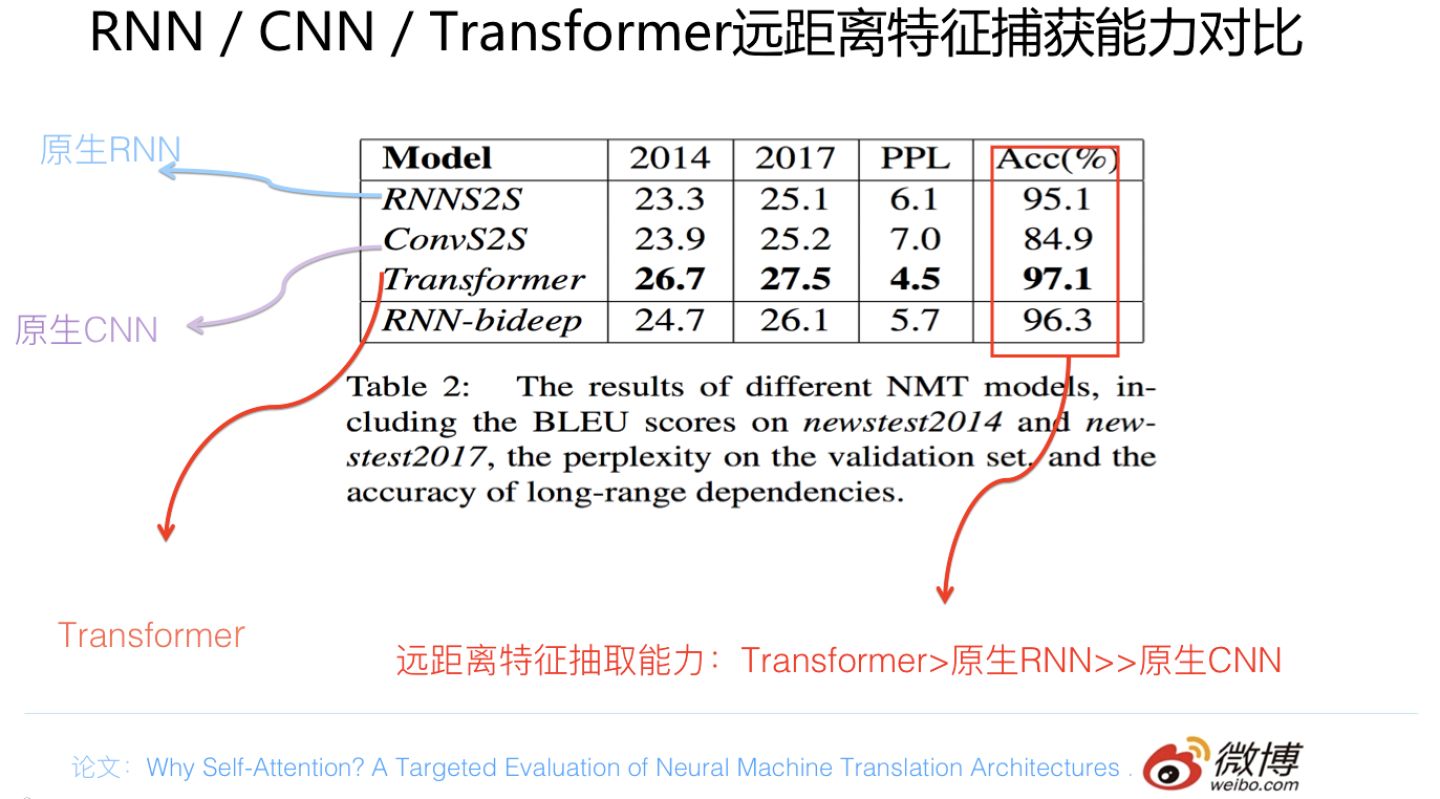 RNN / CNN / Transformer远距离特征捕获能力对比
原生RNN
原生CNN
Model 2014 2017 PPL Acc(%)
RNNS2S 23.3 25.1 6.1 95.1
ConvS2S 23.9 25.2 7.0 84.9
Transformer 26.7 27.5 4.5 97.1
RNN-bideep 24.7 26.1 5.7 96.3
Table 2: The results of different NMT models, in-
cluding the BLEU scores on newstest2014 and new-
stest2017, the perplexity on the validation set, and the
accuracy of long-range dependencies.
Transformer
远距离特征抽取能力：Transformer>原生RNN>>原生CNN
论文：Why Self-Attention? A Targeted Evaluation of Neural Machine Translation Architectures .
微博
weibo.com